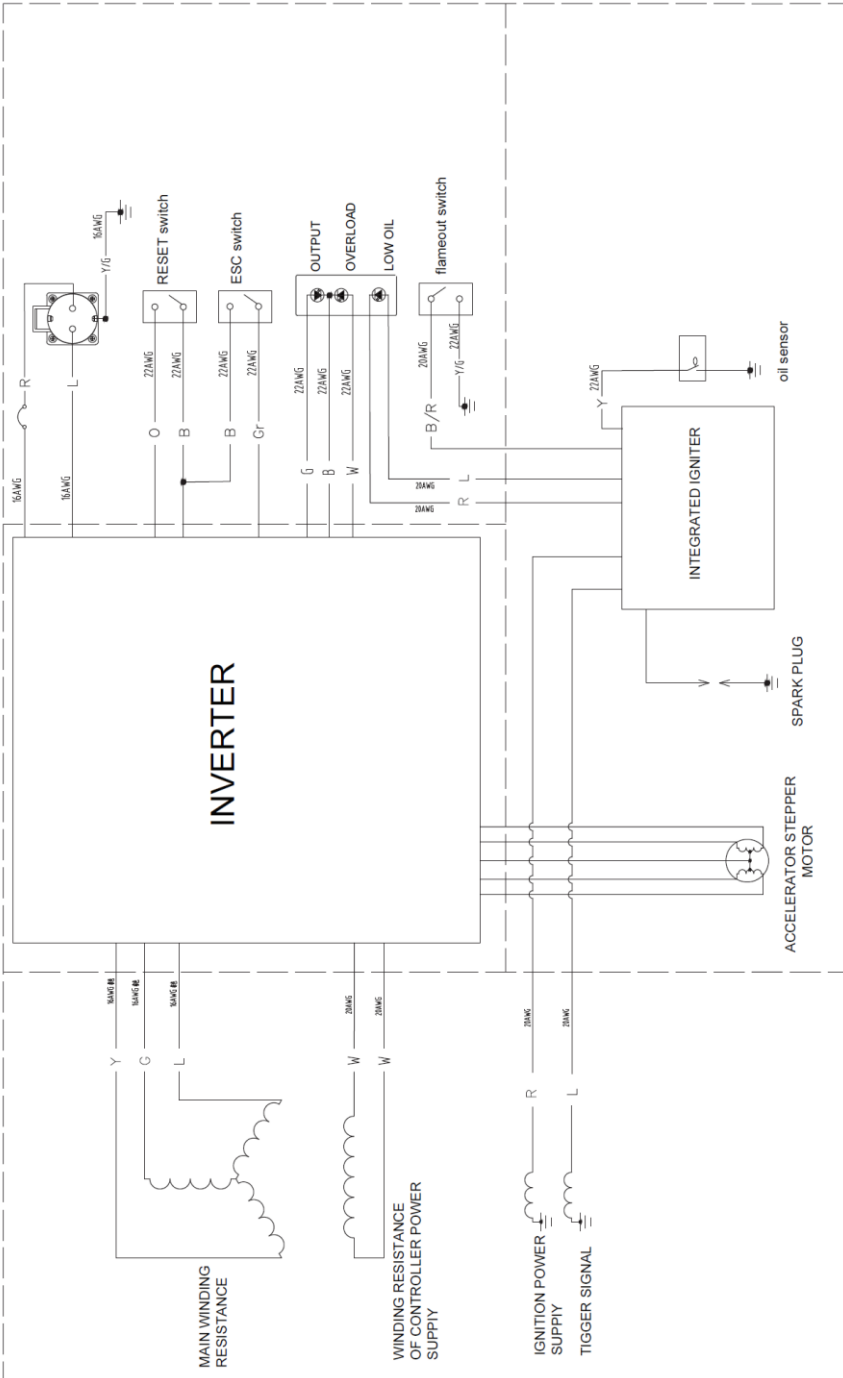 MAIN WINDING
RESISTANCE
Y
G
L
16AWG
16AWG
16AWG
WINDING RESISTANCE
OF CONTROLLER POWER
SUPPLY
W
W
20AWG
20AWG
IGNITION POWER
SUPPLY
TIGGER SIGNAL
R
L
20AWG
20AWG
INVERTER
ACCELERATOR STEPPER
MOTOR
SPARK PLUG
INTEGRATED IGNITER
16AWG
R
16AWG
L
Y/G
16AWG
O
22AWG
B
22AWG
RESET switch
B
22AWG
Gr
22AWG
ESC switch
G
22AWG
B
22AWG
W
22AWG
OUTPUT
OVERLOAD
LOW OIL
20AWG
R
20AWG
L
B/R
20AWG
Y/G
22AWG
flameout switch
Y
22AWG
oil sensor